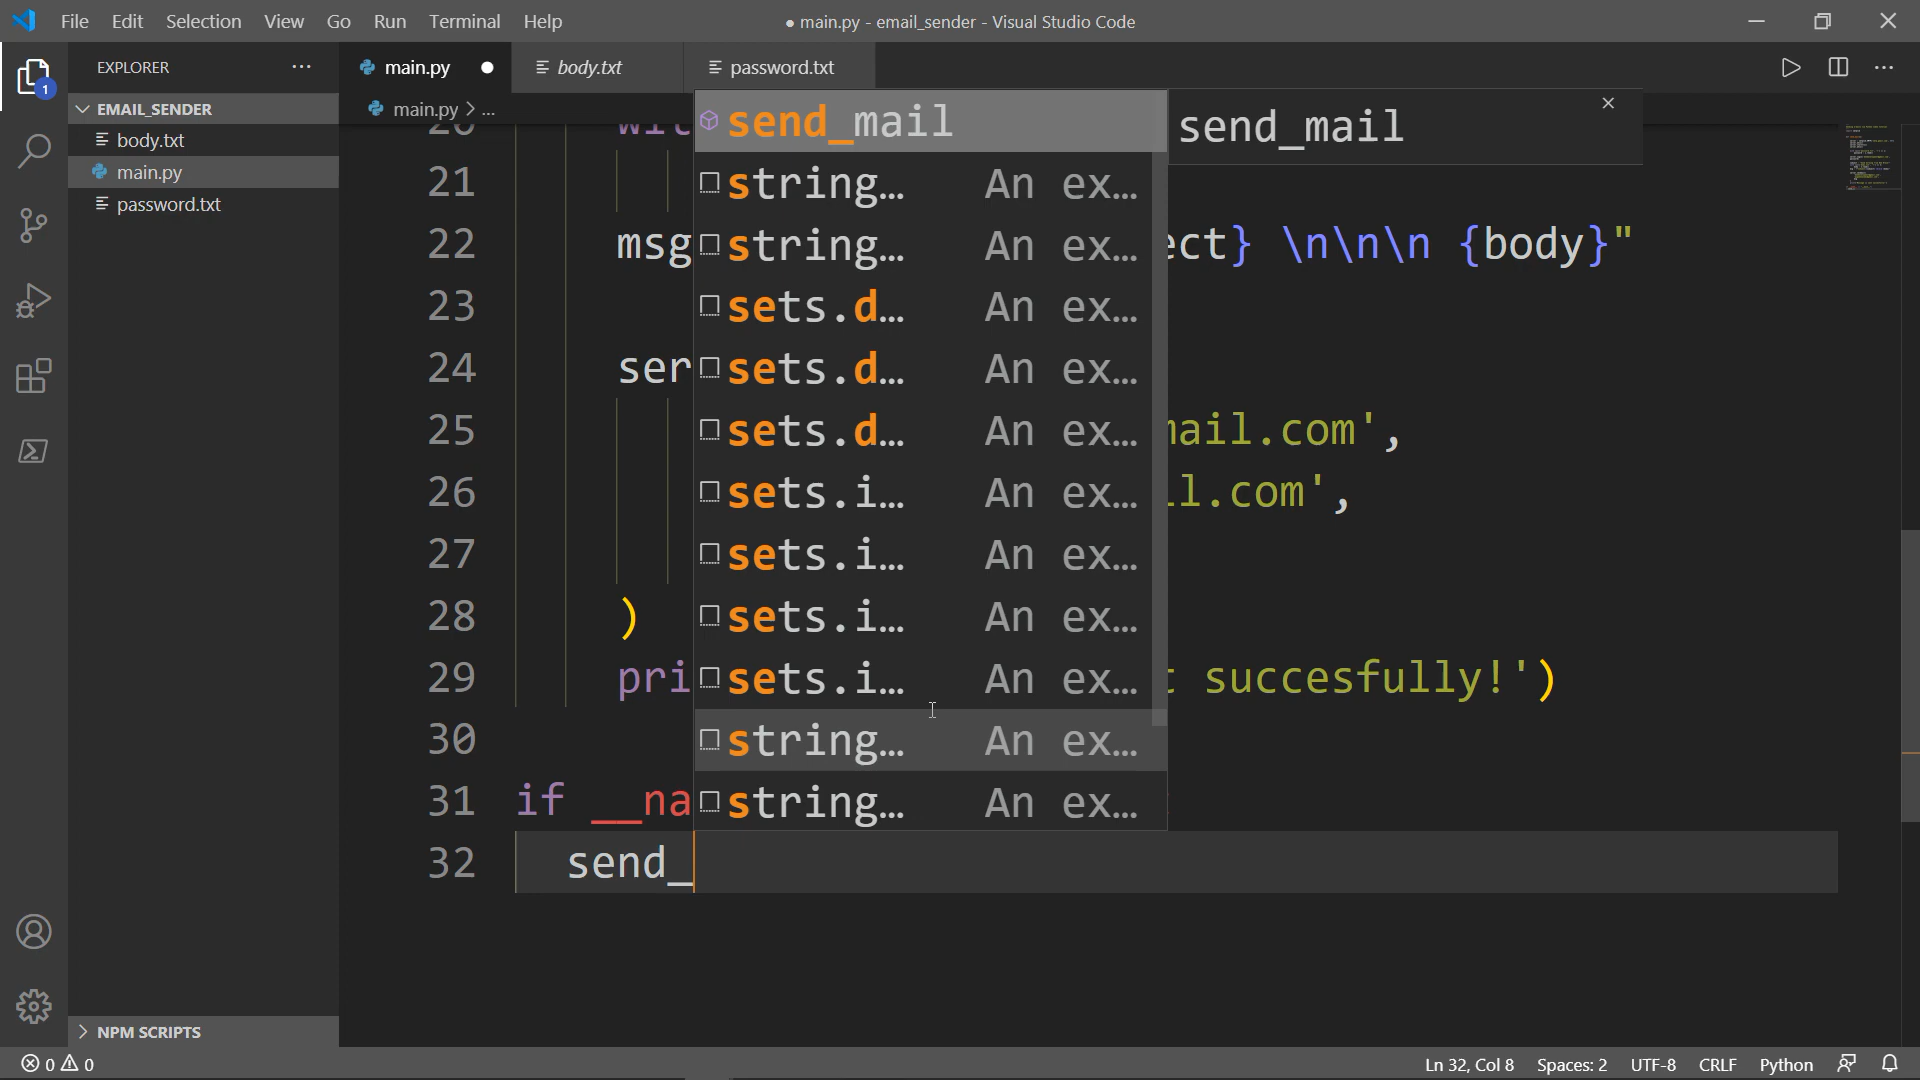 File Edit Selection View Go Run Terminal Help
● main.py - email_sender - Visual Studio Code
EXPLORER ...
1
EMAIL_SENDER
body.txt
main.py
password.txt
NPM SCRIPTS
main.py ● body.txt password.txt
main.py > ...
send_mail
string... An ex...
string... An ex...
sets.d... An ex...
sets.d... An ex...
sets.d... An ex...
sets.i... An ex...
sets.i... An ex...
sets.i... An ex...
sets.i... An ex...
string... An ex...
string... An ex...
send_mail
20 wit
21
22 msg ect} \n\n\n {body}"
23
24 ser
25 mail.com',
26 il.com',
27
28 )
29 pri t succesfully!')
30
31 if __na
32 send_
0 0
Ln 32, Col 8 Spaces: 2 UTF-8 CRLF Python